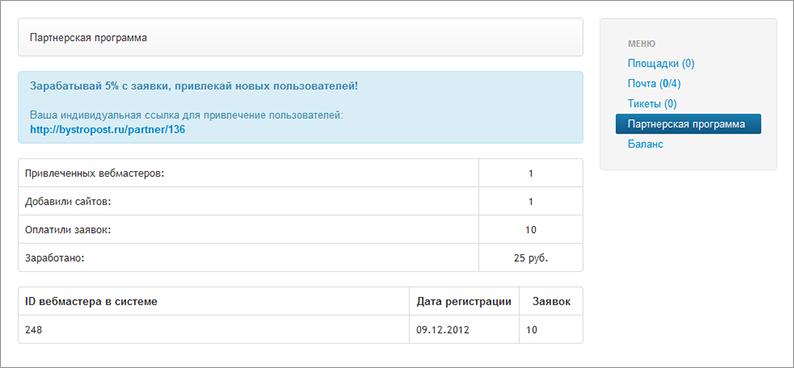 Партнерская программа
Зарабатывай 5% с заявки, привлекай новых пользователей!
Ваша индивидуальная ссылка для привлечение пользователей:
http://bystropost.ru/partner/136
Привлеченных вебмастеров: 1
Добавили сайтов: 1
Оплатили заявок: 10
Заработано: 25 руб.
ID вебмастера в системе Дата регистрации Заявок
248 09.12.2012 10
МЕНЮ
Площадки (0)
Почта (0/4)
Тикеты (0)
Партнерская программа
Баланс